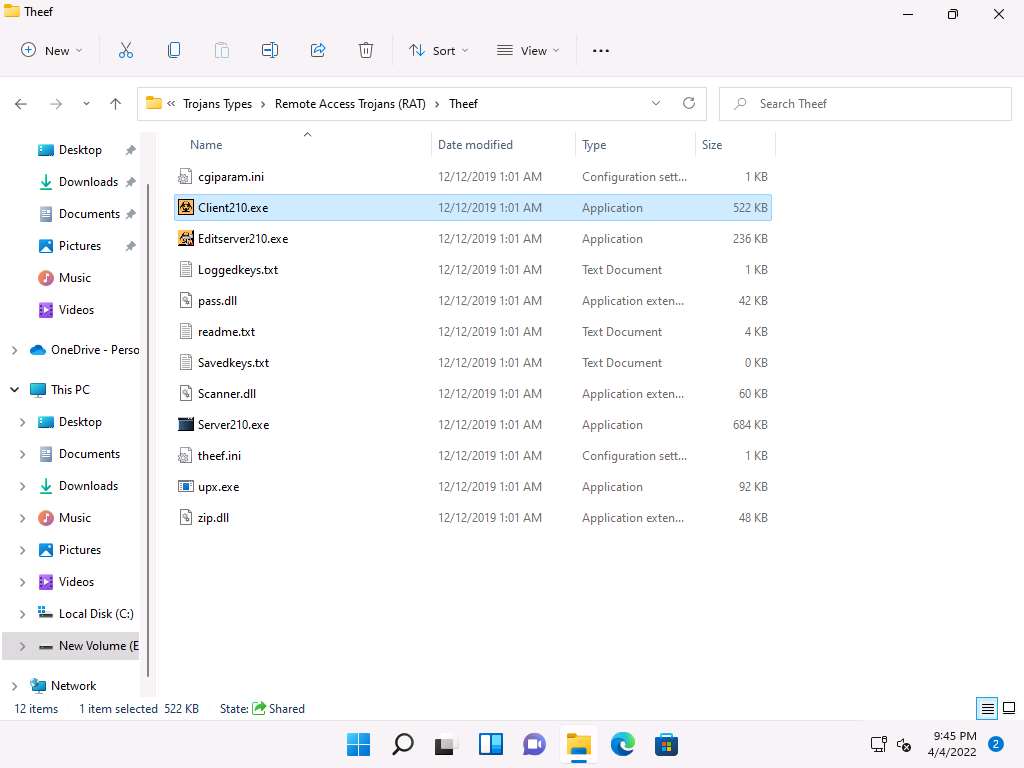 Theef
New
Sort
View
« Trojans Types > Remote Access Trojans (RAT) > Theef
Search Theef
Name Date modified Type Size
Desktop
Downloads
Documents
Pictures
Music
Videos
OneDrive - Perso
This PC
Desktop
Documents
Downloads
Music
Pictures
Videos
Local Disk (C:)
New Volume (E
Network
cgiparam.ini 12/12/2019 1:01 AM Configuration sett... 1 KB
Client210.exe 12/12/2019 1:01 AM Application 522 KB
Editserver210.exe 12/12/2019 1:01 AM Application 236 KB
Loggedkeys.txt 12/12/2019 1:01 AM Text Document 1 KB
pass.dll 12/12/2019 1:01 AM Application exten... 42 KB
readme.txt 12/12/2019 1:01 AM Text Document 4 KB
Savedkeys.txt 12/12/2019 1:01 AM Text Document 0 KB
Scanner.dll 12/12/2019 1:01 AM Application exten... 60 KB
Server210.exe 12/12/2019 1:01 AM Application 684 KB
theef.ini 12/12/2019 1:01 AM Configuration sett... 1 KB
upx.exe 12/12/2019 1:01 AM Application 92 KB
zip.dll 12/12/2019 1:01 AM Application exten... 48 KB
12 items 1 item selected 522 KB State: Shared
9:45 PM
4/4/2022
2